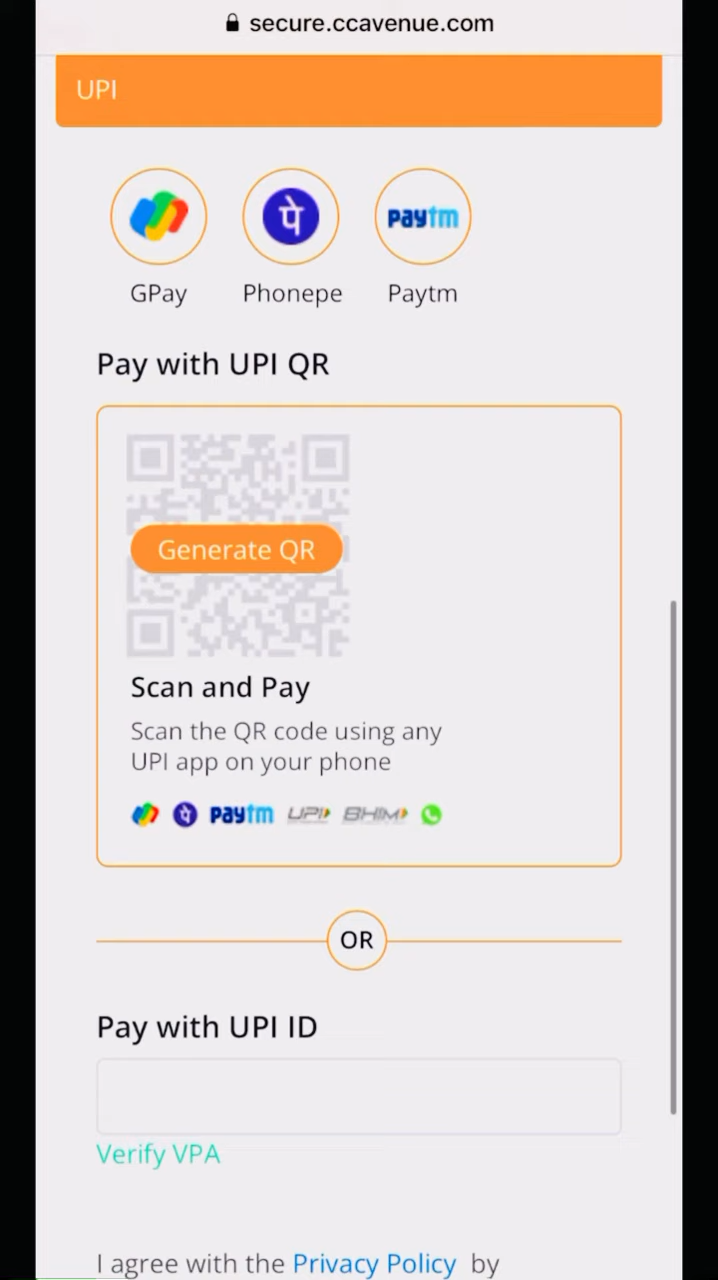 secure.ccavenue.com
UPI
पे paytm
GPay Phonepe Paytm
Pay with UPI QR
Generate QR
Scan and Pay
Scan the QR code using any
UPI app on your phone
पे paytm UPI BHIM
OR
Pay with UPI ID
Verify VPA
I agree with the Privacy Policy by